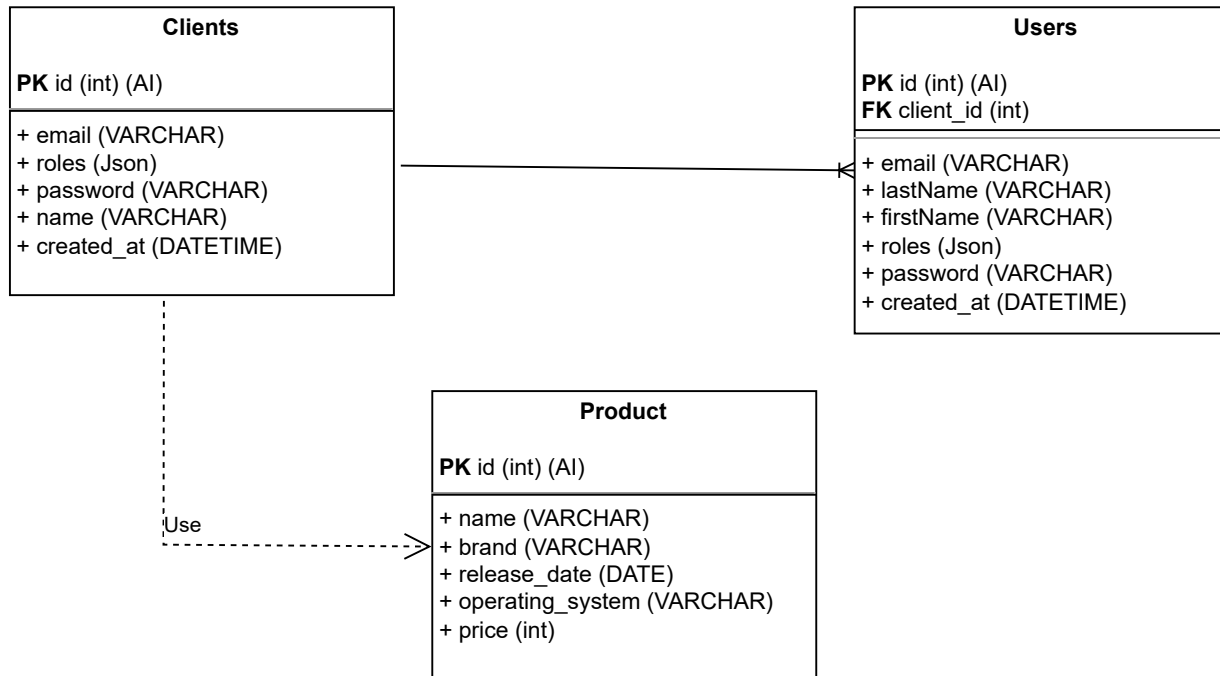 Clients
PK id (int) (AI)
+ email (VARCHAR)
+ roles (Json)
+ password (VARCHAR)
+ name (VARCHAR)
+ created_at (DATETIME)
Users
PK id (int) (AI)
FK client_id (int)
+ email (VARCHAR)
+ lastName (VARCHAR)
+ firstName (VARCHAR)
+ roles (Json)
+ password (VARCHAR)
+ created_at (DATETIME)
Use
Product
PK id (int) (AI)
+ name (VARCHAR)
+ brand (VARCHAR)
+ release_date (DATE)
+ operating_system (VARCHAR)
+ price (int)